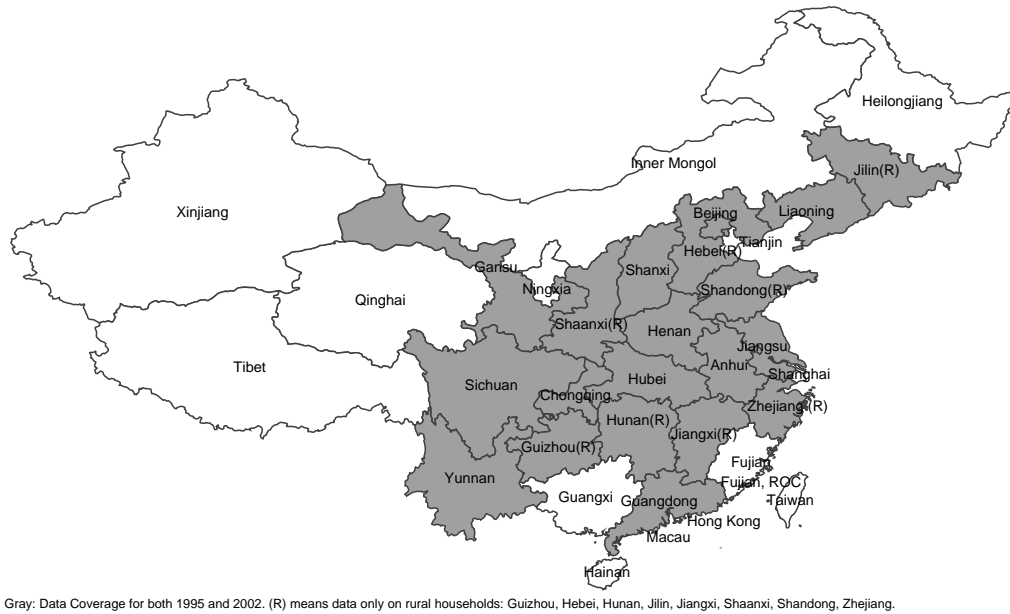 Heilongjiang
Inner Mongol
Jilin(R)
Xinjiang
Beijing
Liaoning
Tianjin
Hebei(R)
Gansu
Shanxi
Ningxia
Shandong(R)
Qinghai
Shaanxi(R)
Henan
Jiangsu
Tibet
Anhui
Shanghai
Sichuan
Hubei
Chongqing
Zhejiang(R)
Hunan(R)
Jiangxi(R)
Guizhou(R)
Fujian
Yunnan
Fujian, ROC
Guangxi
Guangdong
Taiwan
Hong Kong
Macau
Hainan
Gray: Data Coverage for both 1995 and 2002. (R) means data only on rural households: Guizhou, Hebei, Hunan, Jilin, Jiangxi, Shaanxi, Shandong, Zhejiang.